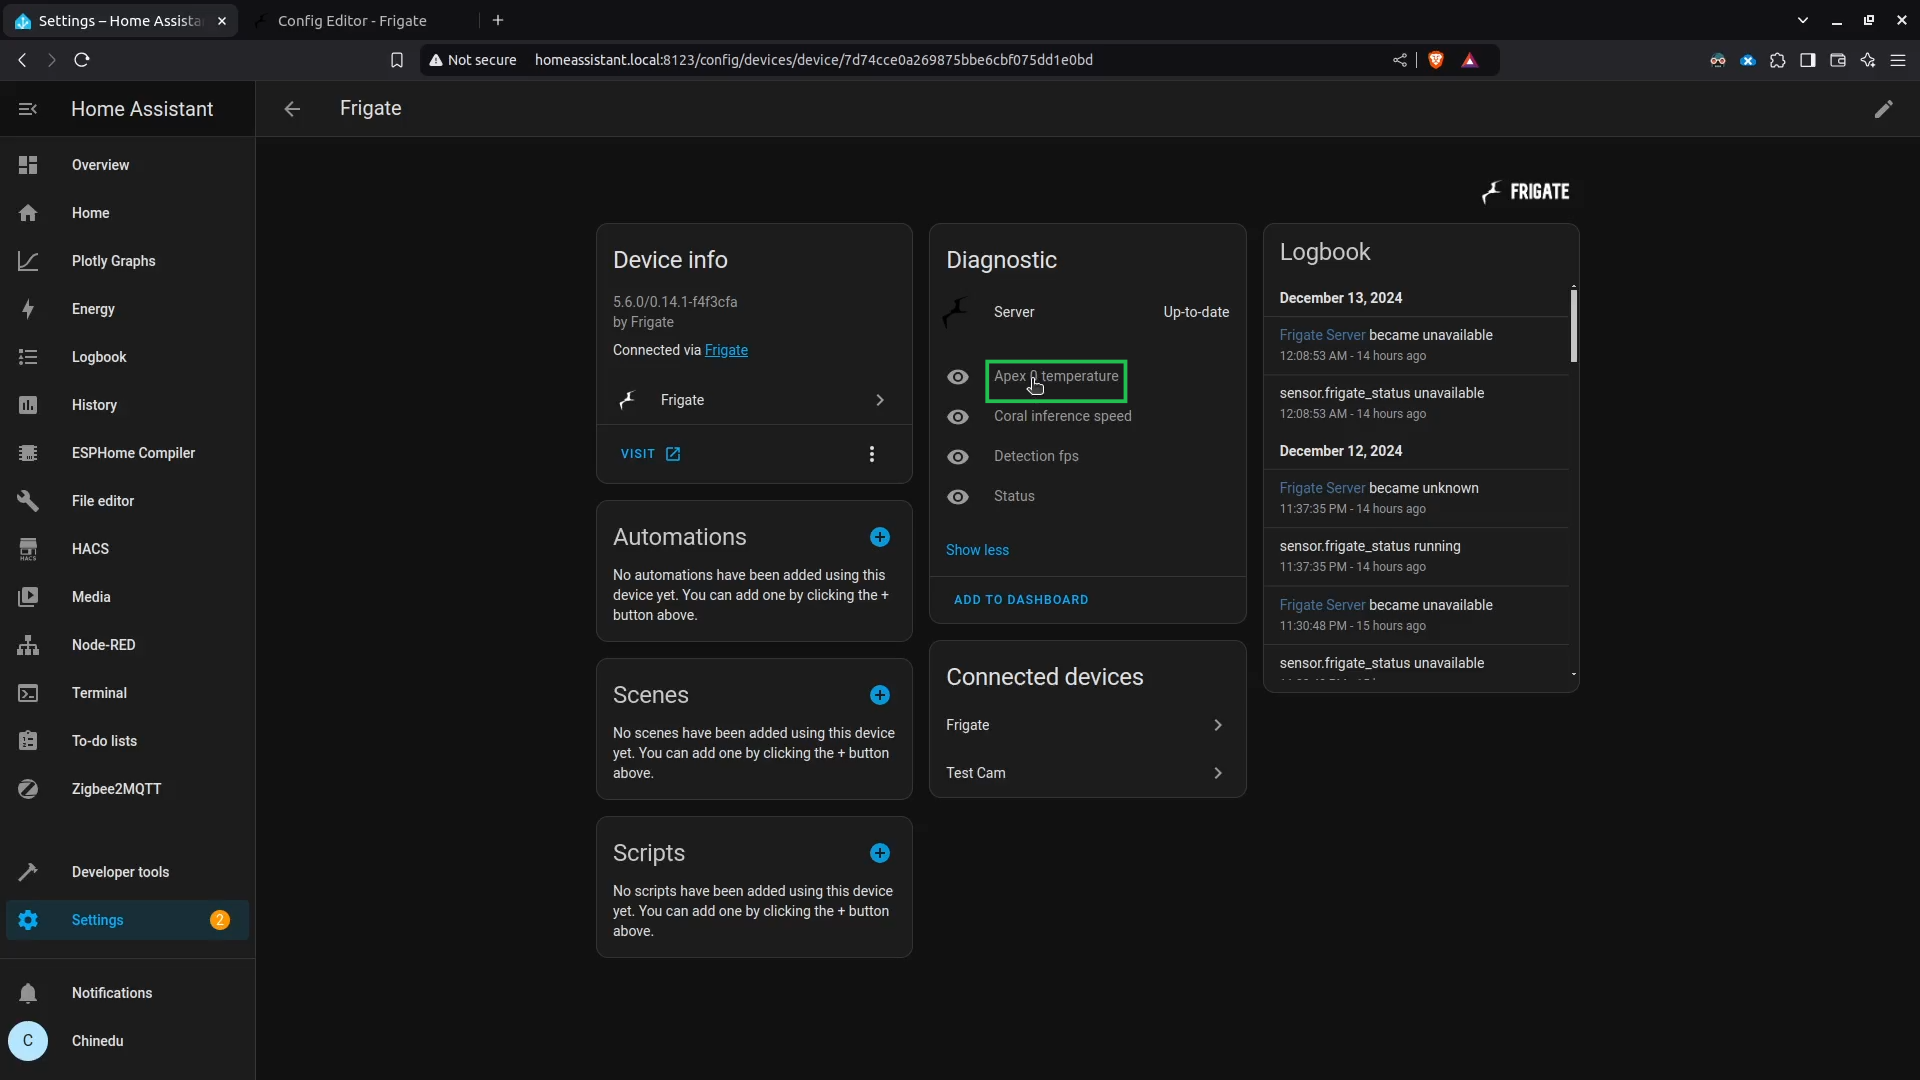 Settings – Home Assista
Config Editor - Frigate
Not secure
homeassistant.local:8123/config/devices/device/7d74cce0a269875bbe6cbf075dd1e0bd
Home Assistant
Frigate
Overview
Home
Plotly Graphs
Energy
Logbook
History
ESPHome Compiler
File editor
HACS
HACS
Media
Node-RED
Terminal
To-do lists
Zigbee2MQTT
Developer tools
Settings
2
Notifications
C
Chinedu
FRIGATE
Device info
5.6.0/0.14.1-f4f3cfa
by Frigate
Connected via Frigate
Frigate
VISIT
Automations
No automations have been added using this
device yet. You can add one by clicking the +
button above.
Scenes
No scenes have been added using this device
yet. You can add one by clicking the + button
above.
Scripts
No scripts have been added using this device
yet. You can add one by clicking the + button
above.
Diagnostic
Server
Up-to-date
Apex 0 temperature
Coral inference speed
Detection fps
Status
Show less
ADD TO DASHBOARD
Connected devices
Frigate
Test Cam
Logbook
December 13, 2024
Frigate Server became unavailable
12:08:53 AM - 14 hours ago
sensor.frigate_status unavailable
12:08:53 AM - 14 hours ago
December 12, 2024
Frigate Server became unknown
11:37:35 PM - 14 hours ago
sensor.frigate_status running
11:37:35 PM - 14 hours ago
Frigate Server became unavailable
11:30:48 PM - 15 hours ago
sensor.frigate_status unavailable